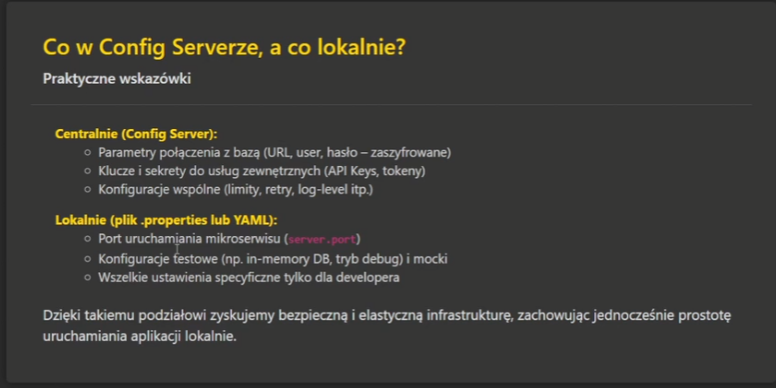 Co w Config Serverze, a co lokalnie?
Praktyczne wskazówki
Centralnie (Config Server):
○ Parametry połączenia z bazą (URL, user, hasło – zaszyfrowane)
○ Klucze i sekrety do usług zewnętrznych (API Keys, tokeny)
○ Konfiguracje wspólne (limity, retry, log-level itp.)
Lokalnie (plik .properties lub YAML):
○ Port uruchamiania mikroserwisu (server.port)
○ Konfiguracje testowe (np. in-memory DB, tryb debug) i mocki
○ Wszelkie ustawienia specyficzne tylko dla developera
Dzięki takiemu podziałowi zyskujemy bezpieczną i elastyczną infrastrukturę, zachowując jednocześnie prostotę
uruchamiania aplikacji lokalnie.